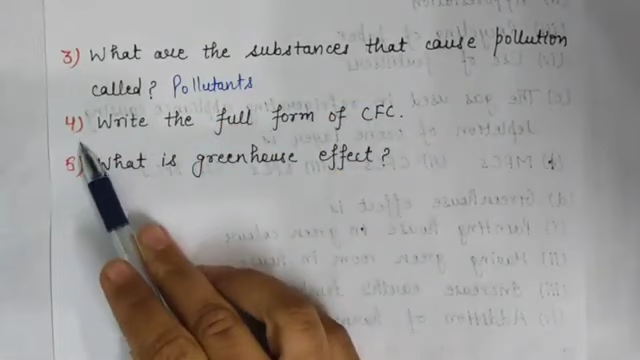 3) What are the substances that cause pollution
called? Pollutants
4) Write the full form of CFC.
5) What is greenhouse effect?